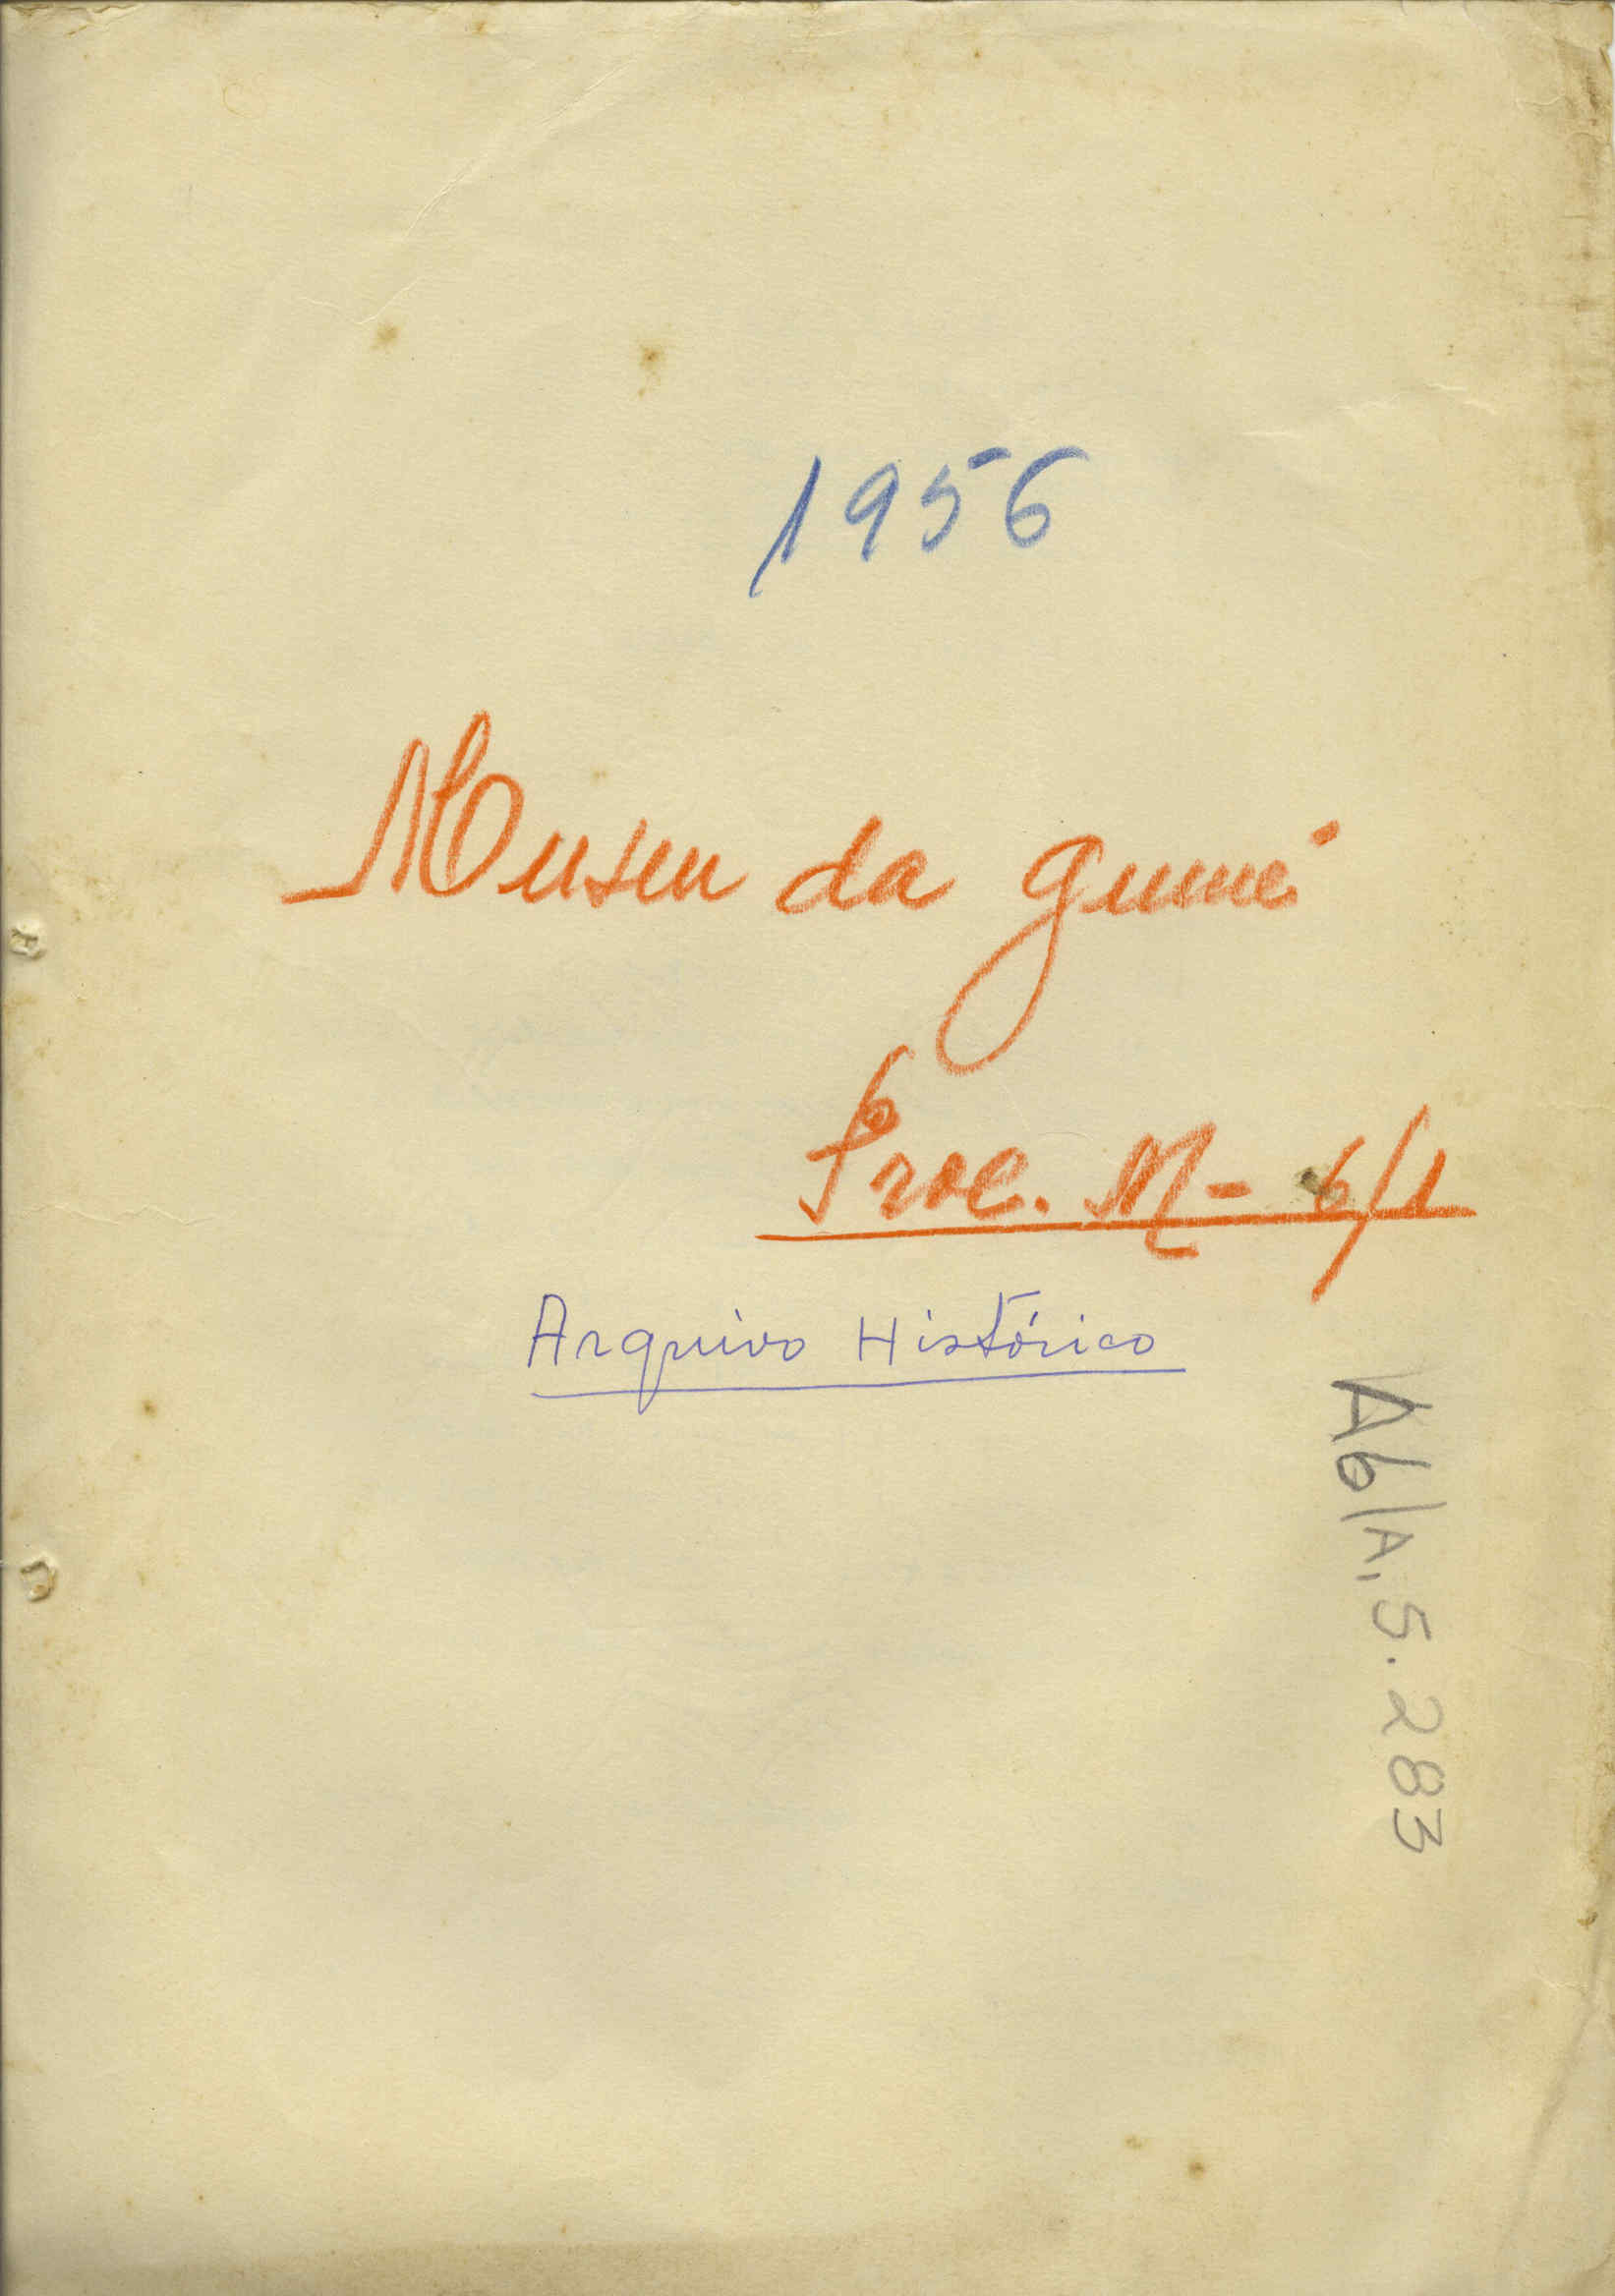 1956
Museu da Guiné
Proc. M- 6/1
Arquivo Histórico
A6/A.5.283